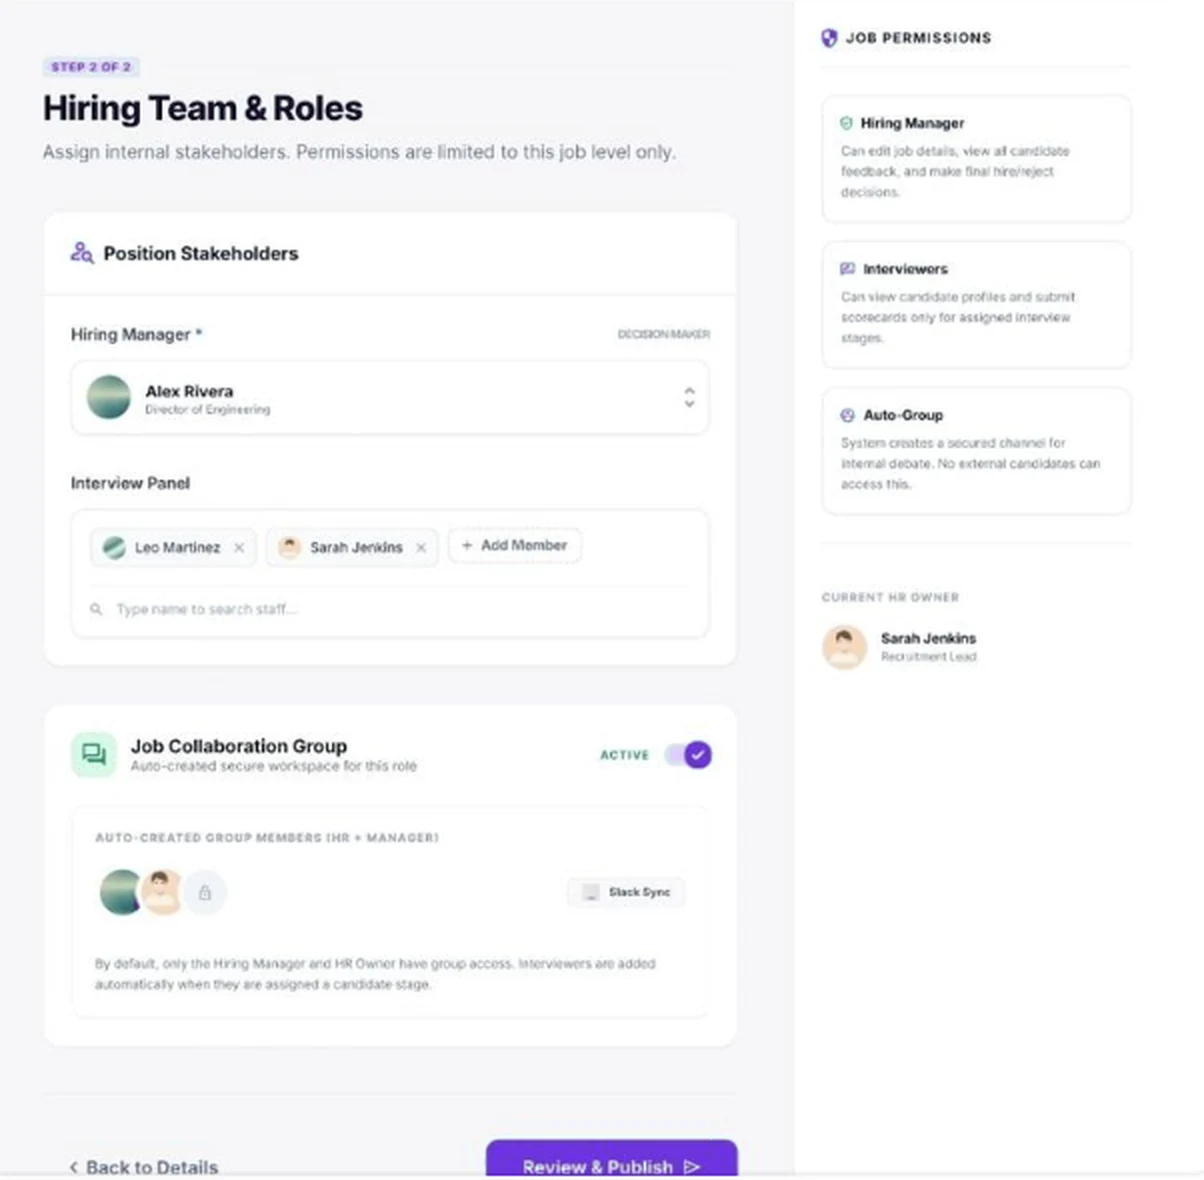 STEP 2 OF 2
Hiring Team & Roles
Assign internal stakeholders. Permissions are limited to this job level only.
Position Stakeholders
Hiring Manager *
DECISION MAKER
Alex Rivera
Director of Engineering
Interview Panel
Leo Martinez ×
Sarah Jenkins ×
+ Add Member
Type name to search staff...
Job Collaboration Group
Auto-created secure workspace for this role
ACTIVE
AUTO-CREATED GROUP MEMBERS (HR + MANAGER)
Slack Sync
By default, only the Hiring Manager and HR Owner have group access. Interviewers are added
automatically when they are assigned a candidate stage.
< Back to Details
Review & Publish
JOB PERMISSIONS
Hiring Manager
Can edit job details, view all candidate
feedback, and make final hire/reject
decisions.
Interviewers
Can view candidate profiles and submit
scorecards only for assigned interview
stages.
Auto-Group
System creates a secured channel for
internal debate. No external candidates can
access this.
CURRENT HR OWNER
Sarah Jenkins
Recruitment Lead